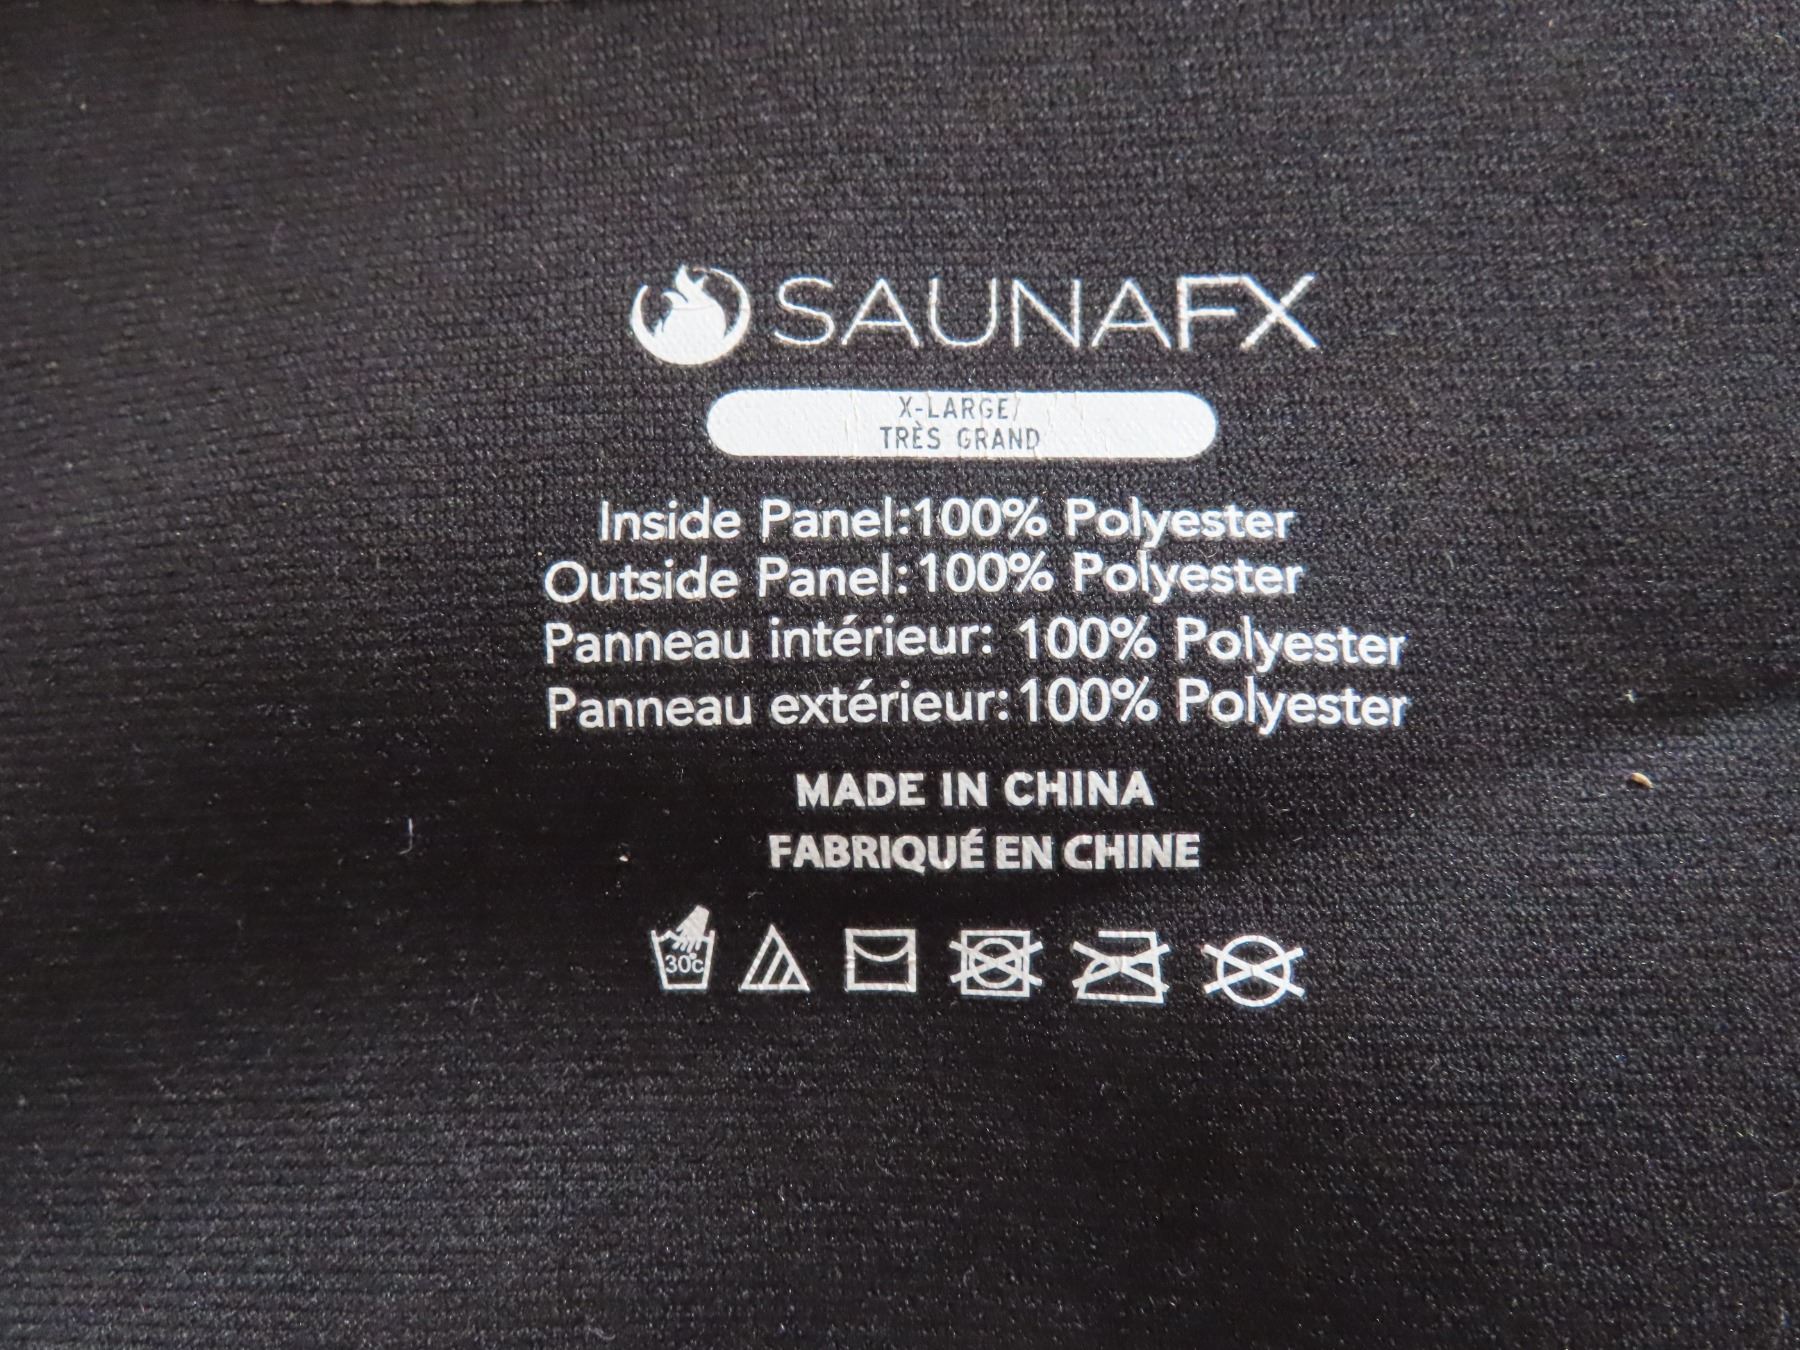 SAUNAFX
X-LARGE/
TRÈS GRAND
Inside Panel:100% Polyester
Outside Panel:100% Polyester
Panneau intérieur: 100% Polyester
Panneau extérieur:100% Polyester
MADE IN CHINA
FABRIQUÉ EN CHINE
30°c